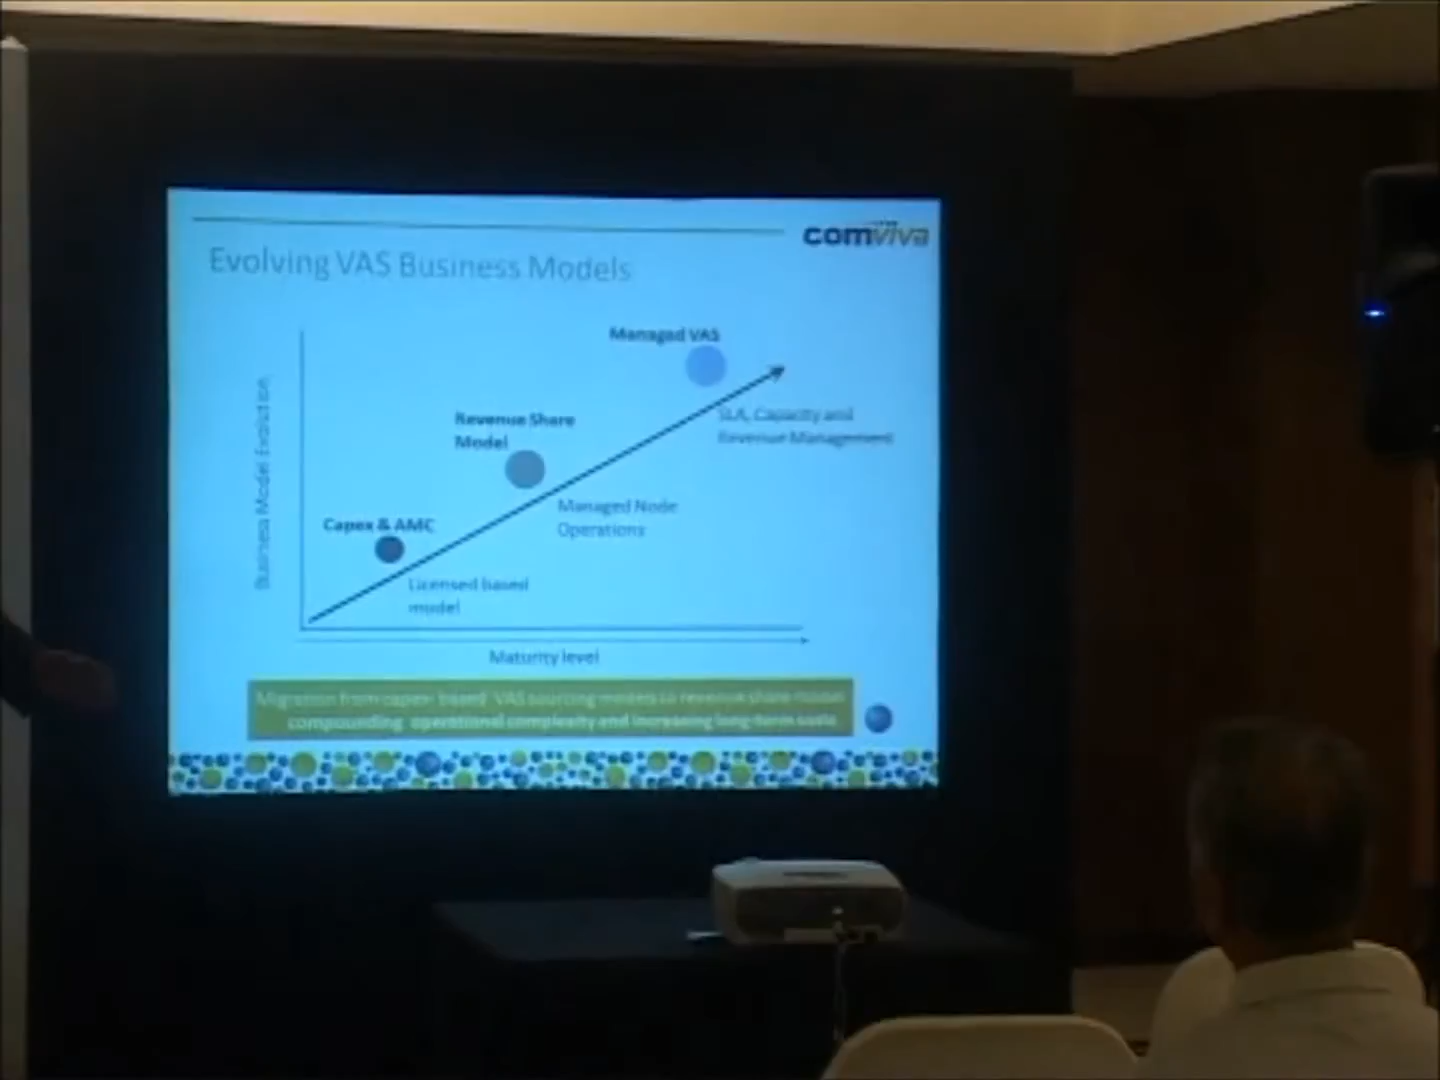 comviva
Evolving VAS Business Models
Managed VAS
SLA, Capacity and
Revenue Management
Revenue Share
Model
Managed Node
Operations
Capex & AMC
Licensed based
model
Business Model Evolution
Maturity level
Migration from capex based VAS sourcing models to revenue share model
compounding operational complexity and increasing long-term costs